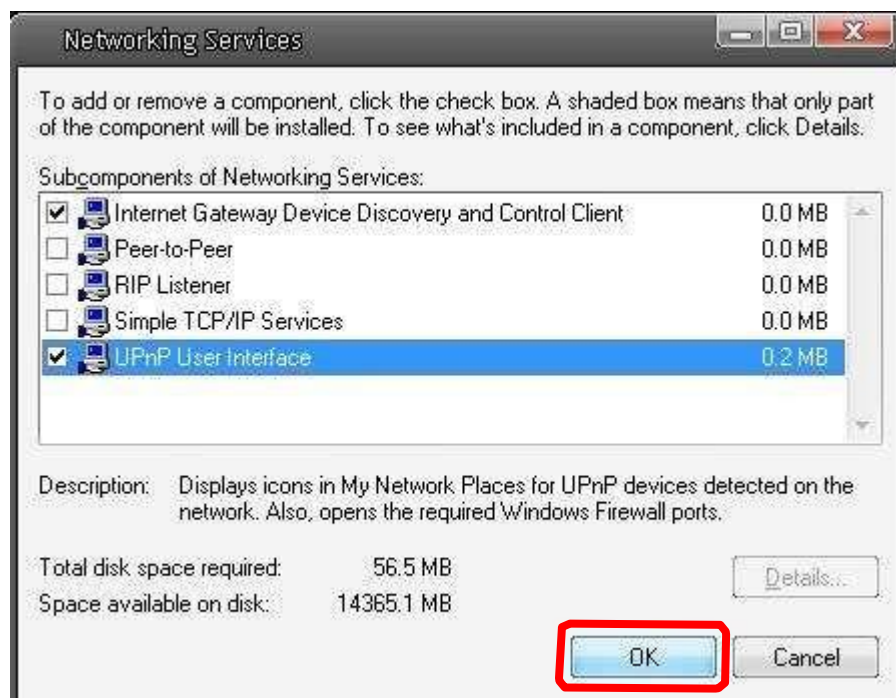 Networking Services
To add or remove a component, click the check box. A shaded box means that only part
of the component will be installed. To see what's included in a component, click Details.
Subcomponents of Networking Services:
Internet Gateway Device Discovery and Control Client 0.0 MB
Peer-to-Peer 0.0 MB
RIP Listener 0.0 MB
Simple TCP/IP Services 0.0 MB
UPnP User Interface 0.2 MB
Description: Displays icons in My Network Places for UPnP devices detected on the
network. Also, opens the required Windows Firewall ports.
Total disk space required: 56.5 MB
Space available on disk: 14365.1 MB
Details...
OK Cancel